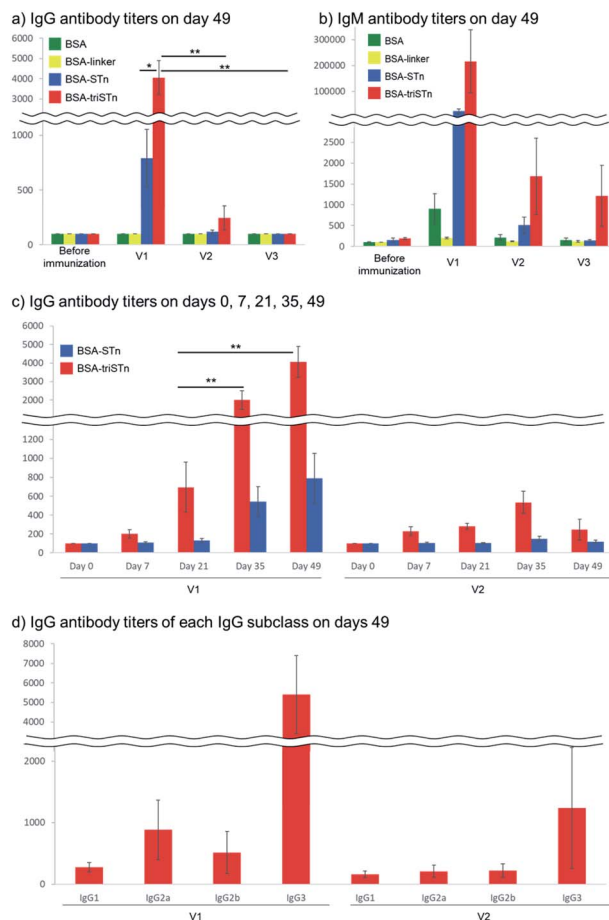 a) IgG antibody titers on day 49
6000
5000
4000
3000
1000
500
0
BSA
BSA-linker
BSA-STn
BSA-triSTn
*
**
**
Before immunization
V1
V2
V3
b) IgM antibody titers on day 49
300000
200000
100000
2500
2000
1500
1000
500
0
BSA
BSA-linker
BSA-STn
BSA-triSTn
Before immunization
V1
V2
V3
c) IgG antibody titers on days 0, 7, 21, 35, 49
6000
5000
4000
3000
2000
1200
1000
800
600
400
200
0
BSA-STn
BSA-triSTn
**
**
Day 0 Day 7 Day 21 Day 35 Day 49 Day 0 Day 7 Day 21 Day 35 Day 49
V1 V2
d) IgG antibody titers of each IgG subclass on days 49
8000
7000
6000
5000
4000
2000
1000
0
IgG1 IgG2a IgG2b IgG3 IgG1 IgG2a IgG2b IgG3
V1 V2